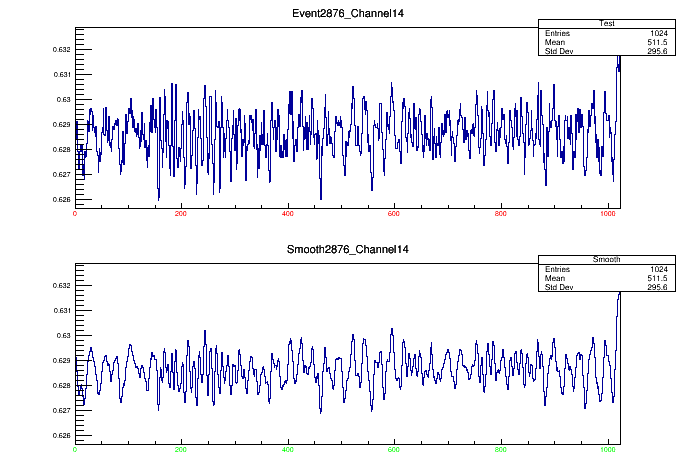 Event2876_Channel14
Test
Entries 1024
Mean 511.5
Std Dev 295.6
0.632
0.631
0.63
0.629
0.628
0.627
0.626
0 200 400 600 800 1000
Smooth2876_Channel14
Smooth
Entries 1024
Mean 511.5
Std Dev 295.6
0.632
0.631
0.63
0.629
0.628
0.627
0.626
0 200 400 600 800 1000